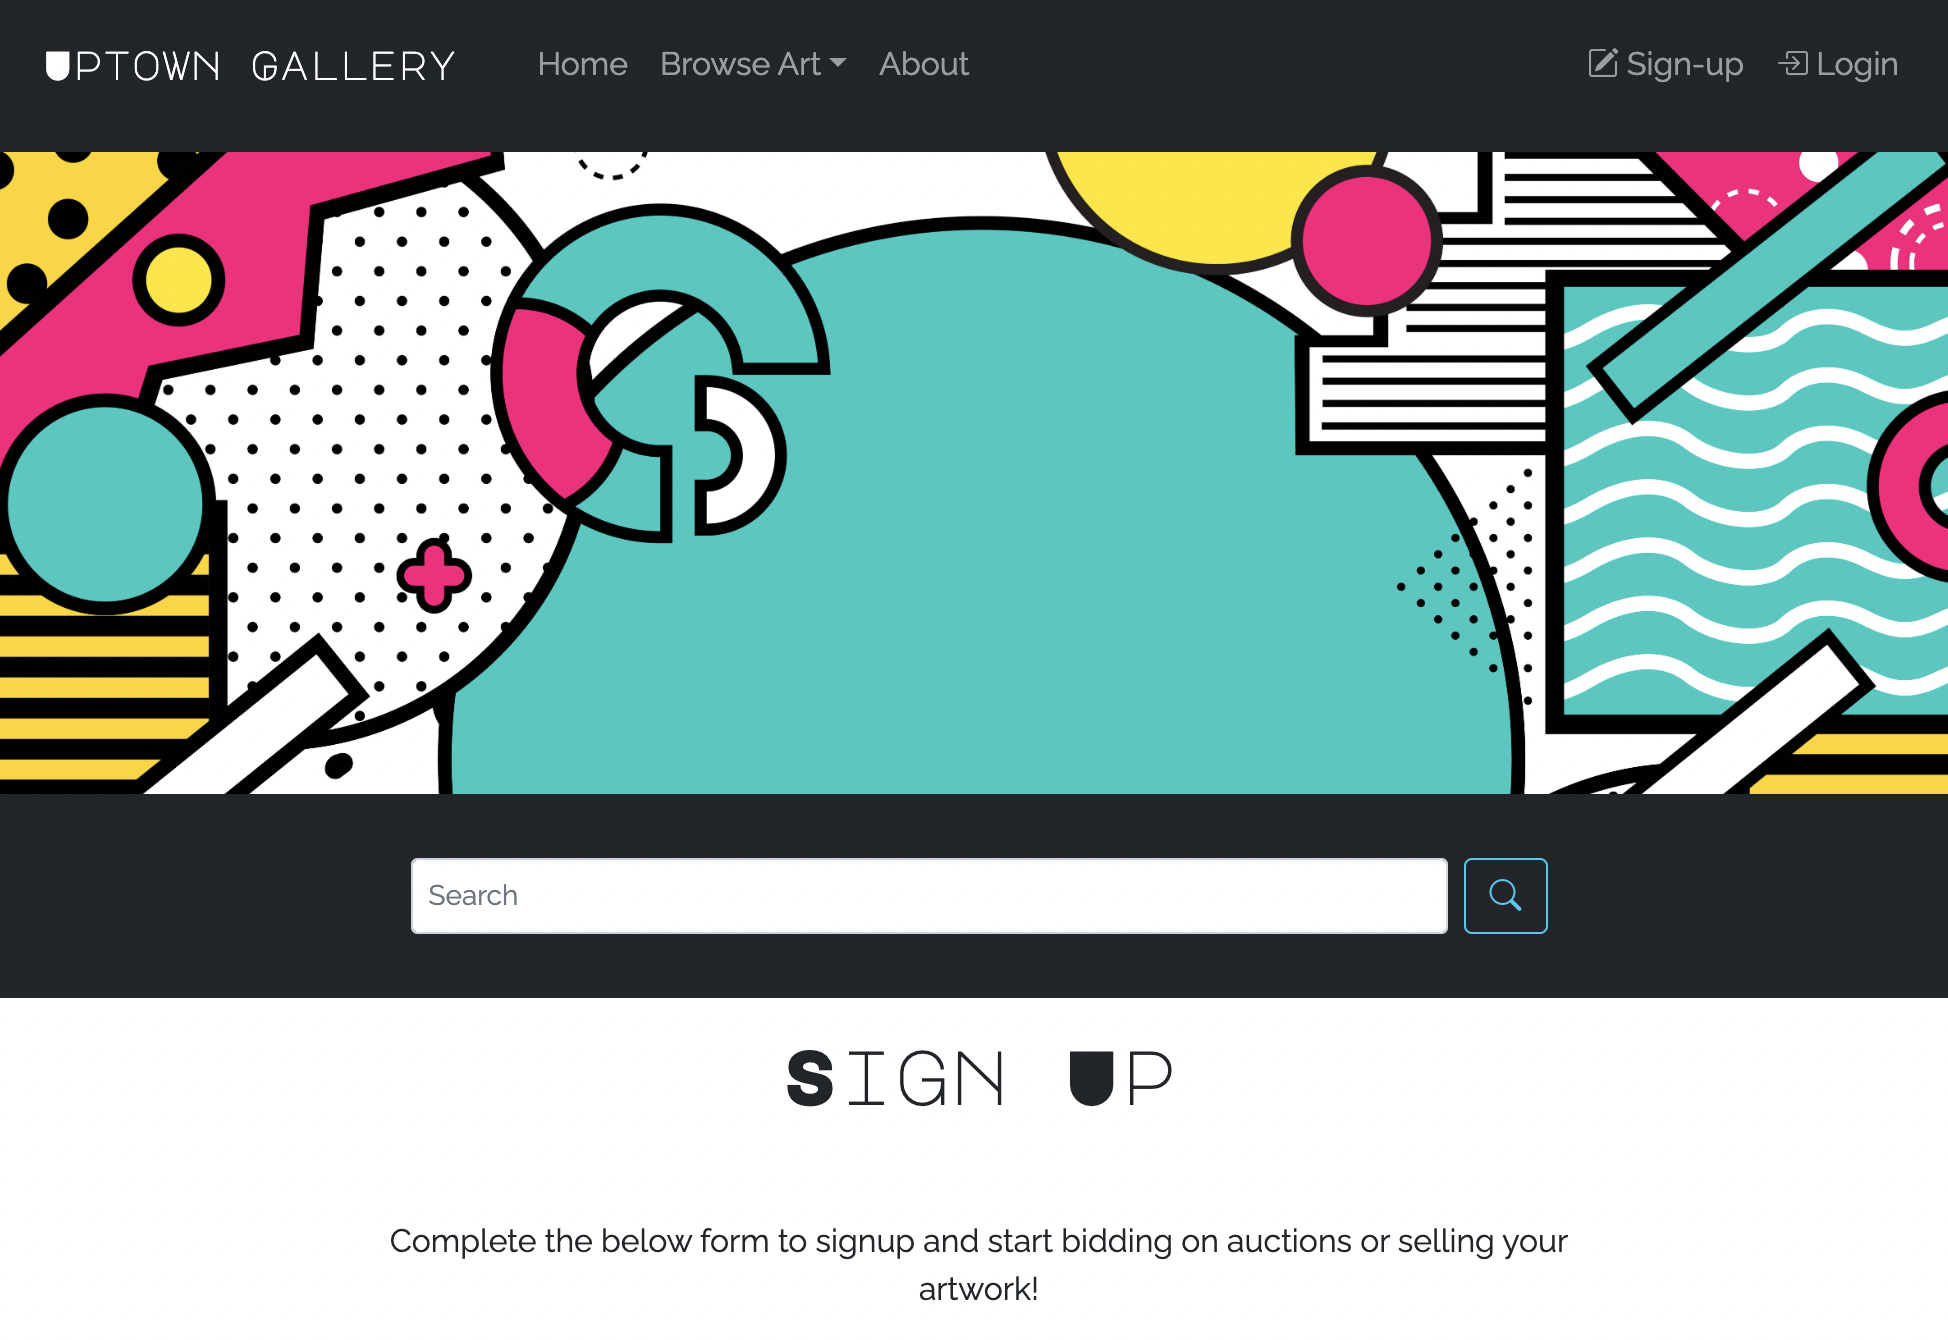 UPTOWN GALLERY Home Browse Art About Sign-up Login
Search
SIGN UP
Complete the below form to signup and start bidding on auctions or selling your
artwork!